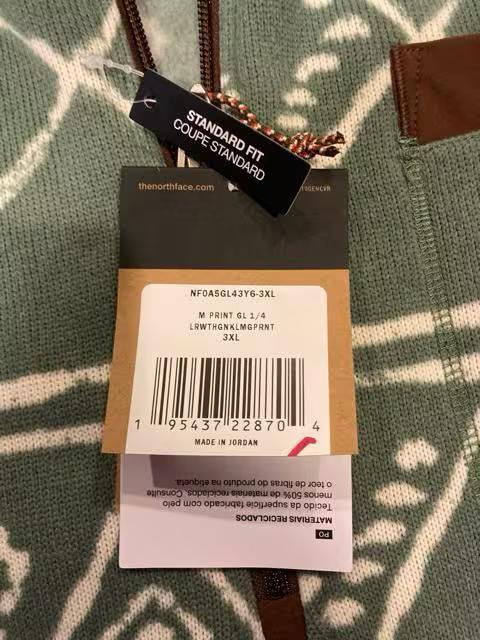 STANDARD FIT
COUPE STANDARD
thenorthface.com
NF0A5GL43Y6-3XL
M PRINT GL 1/4
LRWTHGNKLMGPRNT
3XL
1 95437 22870 4
MADE IN JORDAN
PO
MATERIAIS RECICLADOS
Tecido da superfície fabricado com pelo
menos 50% de materiais reciclados. Consulte
o teor de fibras do produto na etiqueta.